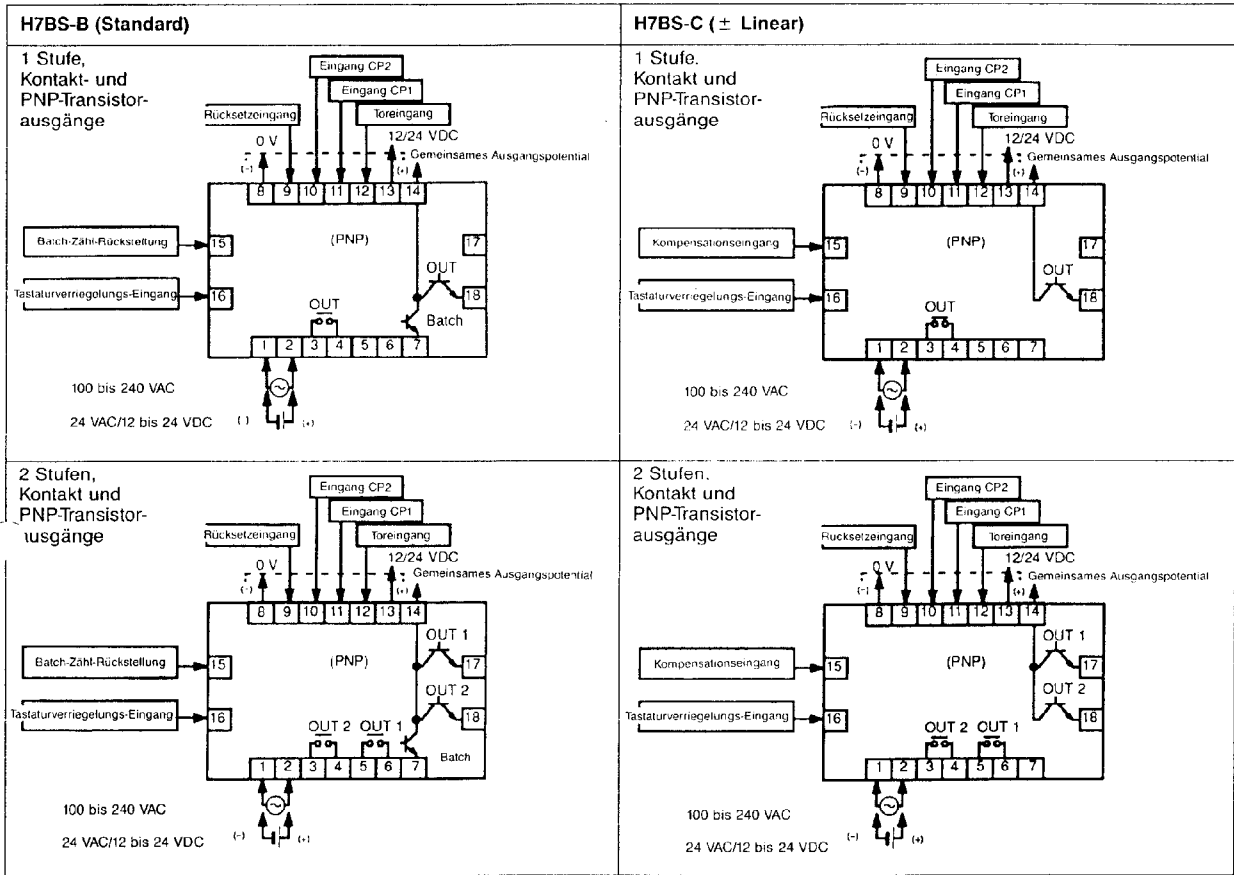 H7BS-B (Standard)
1 Stufe,
Kontakt- und
PNP-Transistor-
ausgänge
Eingang CP2
Eingang CP1
Rücksetzeingang
Toreingang
0 V
12/24 VDC
(-)
(+)
Gemeinsames Ausgangspotential
8 9 10 11 12 13 14
Batch-Zähl-Rückstellung
15
(PNP)
17
OUT
Tastaturverriegelungs-Eingang
16
18
OUT
Batch
1 2 3 4 5 6 7
100 bis 240 VAC
24 VAC/12 bis 24 VDC
(-)
(+)
H7BS-C (± Linear)
1 Stufe.
Kontakt und
PNP-Transistor-
ausgänge
Eingang CP2
Eingang CP1
Rücksetzeingang
Toreingang
0 V
12/24 VDC
(-)
(+)
Gemeinsames Ausgangspotential
8 9 10 11 12 13 14
Kompensationseingang
15
(PNP)
17
OUT
Tastaturverriegelungs-Eingang
16
18
OUT
1 2 3 4 5 6 7
100 bis 240 VAC
24 VAC/12 bis 24 VDC
(-)
(+)
2 Stufen,
Kontakt und
PNP-Transistor-
ausgänge
Eingang CP2
Eingang CP1
Rücksetzeingang
Toreingang
0 V
12/24 VDC
(-)
(+)
Gemeinsames Ausgangspotential
8 9 10 11 12 13 14
OUT 1
Batch-Zähl-Rückstellung
15
(PNP)
17
OUT 2
Tastaturverriegelungs-Eingang
16
18
OUT 2
OUT 1
Batch
1 2 3 4 5 6 7
100 bis 240 VAC
24 VAC/12 bis 24 VDC
(-)
(+)
2 Stufen.
Kontakt und
PNP-Transistor-
ausgänge
Eingang CP2
Eingang CP1
Rücksetzeingang
Toreingang
0 V
12/24 VDC
(-)
(+)
Gemeinsames Ausgangspotential
8 9 10 11 12 13 14
OUT 1
Kompensationseingang
15
(PNP)
17
OUT 2
Tastaturverriegelungs-Eingang
16
18
OUT 2
OUT 1
1 2 3 4 5 6 7
100 bis 240 VAC
24 VAC/12 bis 24 VDC
(-)
(+)